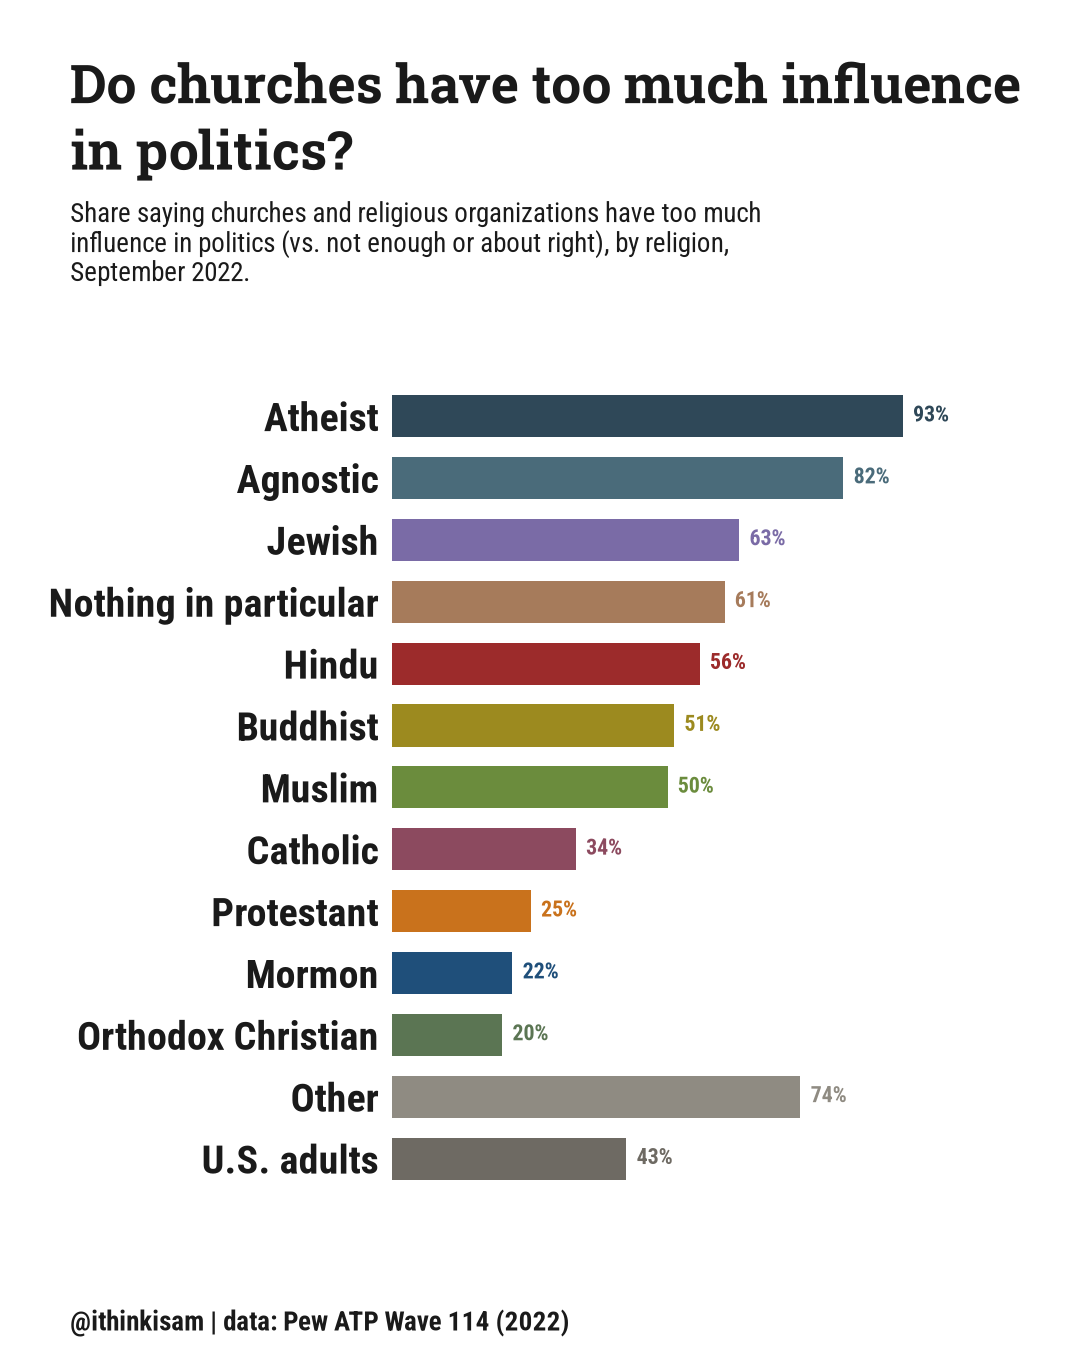 Do churches have too much influence
in politics?
Share saying churches and religious organizations have too much
influence in politics (vs. not enough or about right), by religion,
September 2022.
Atheist 93%
Agnostic 82%
Jewish 63%
Nothing in particular 61%
Hindu 56%
Buddhist 51%
Muslim 50%
Catholic 34%
Protestant 25%
Mormon 22%
Orthodox Christian 20%
Other 74%
U.S. adults 43%
@ithinkisam | data: Pew ATP Wave 114 (2022)